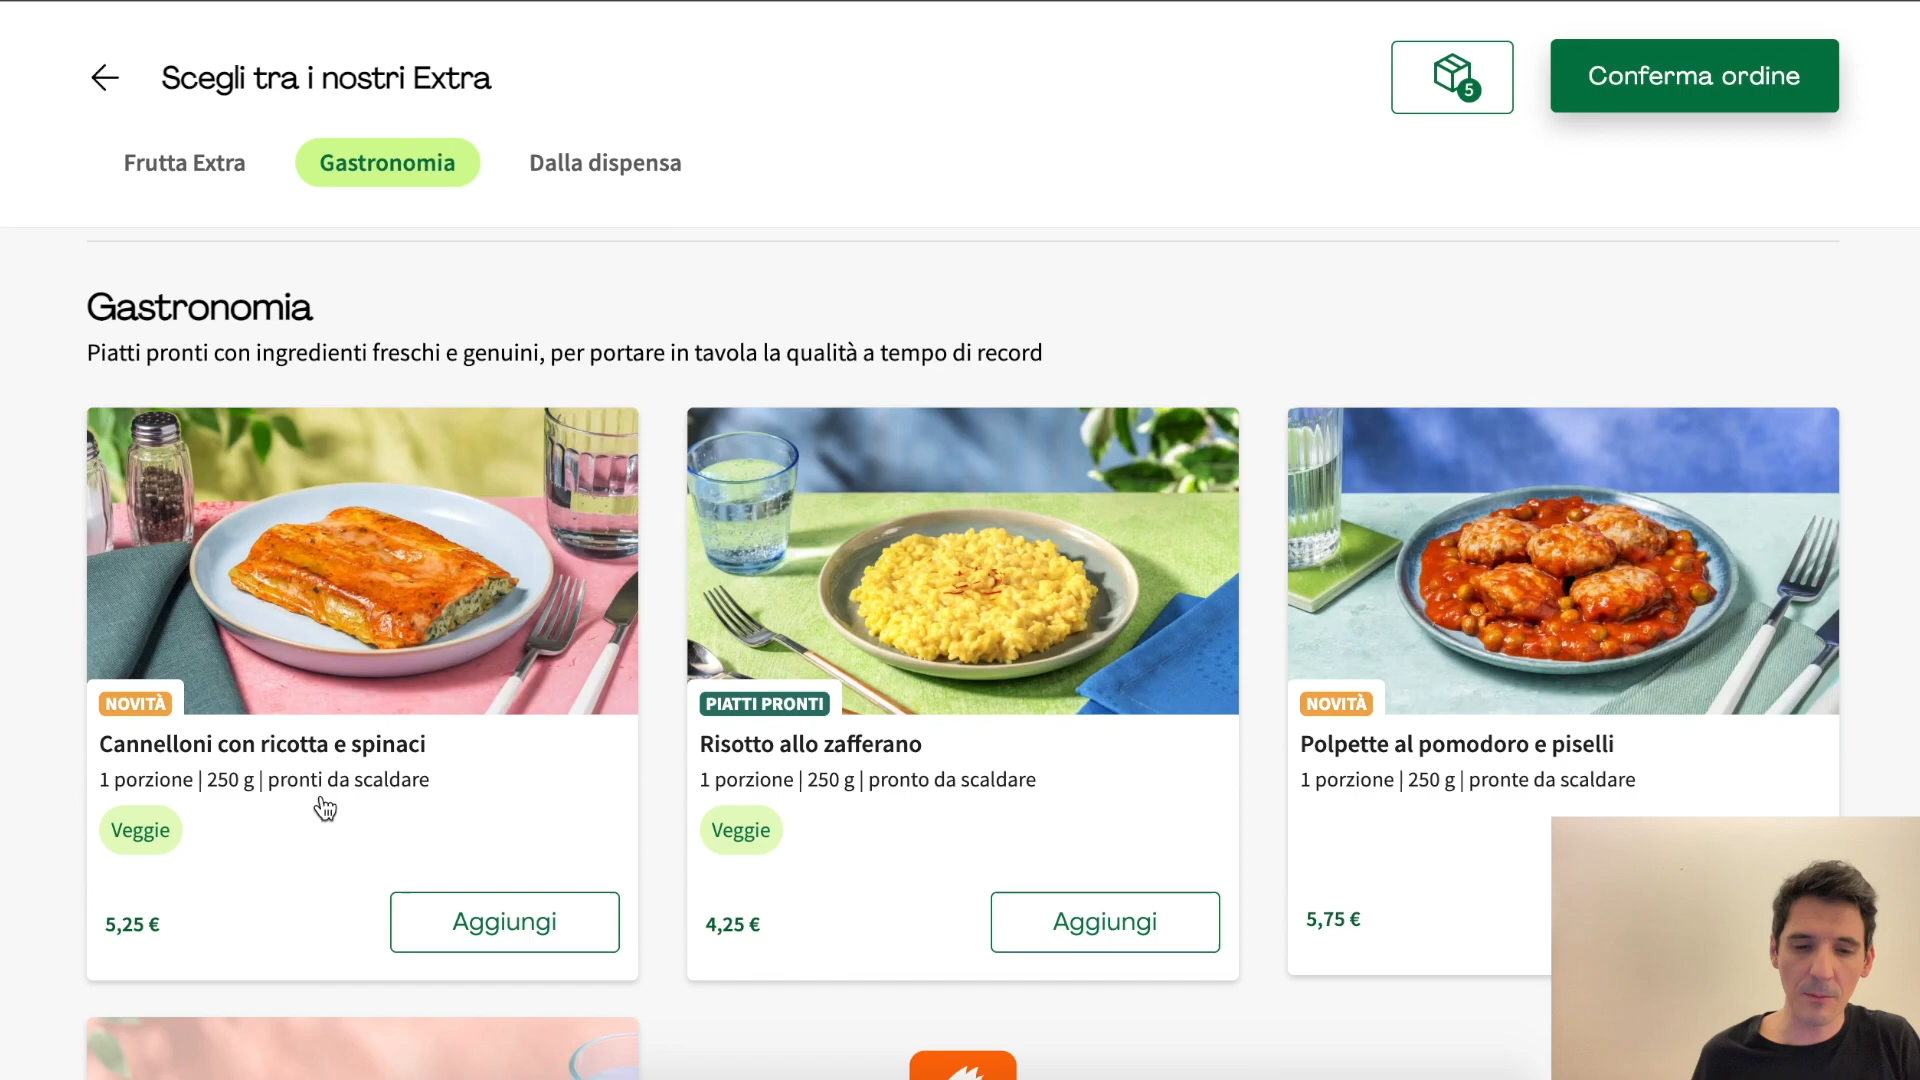 Scegli tra i nostri Extra
5
Conferma ordine
Frutta Extra
Gastronomia
Dalla dispensa
Gastronomia
Piatti pronti con ingredienti freschi e genuini, per portare in tavola la qualità a tempo di record
NOVITÀ
Cannelloni con ricotta e spinaci
1 porzione | 250 g | pronti da scaldare
Veggie
5,25 €
Aggiungi
PIATTI PRONTI
Risotto allo zafferano
1 porzione | 250 g | pronto da scaldare
Veggie
4,25 €
Aggiungi
NOVITÀ
Polpette al pomodoro e piselli
1 porzione | 250 g | pronte da scaldare
5,75 €